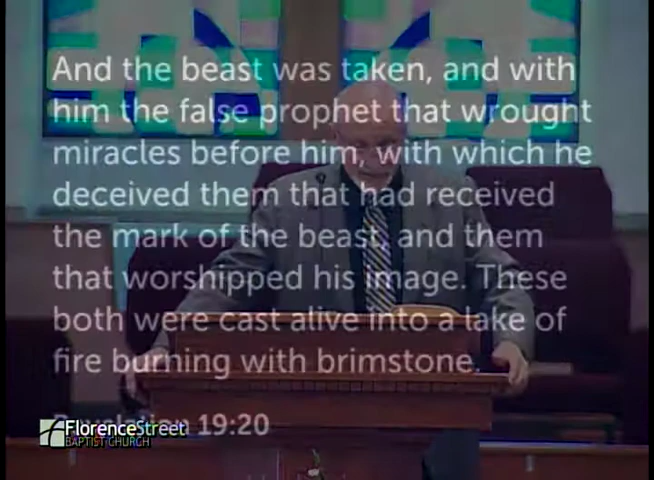 And the beast was taken, and with
him the false prophet that wrought
miracles before him, with which he
deceived them that had received
the mark of the beast, and them
that worshipped his image. These
both were cast alive into a lake of
fire burning with brimstone.
Revelation 19:20
FlorenceStreet
BAPTIST CHURCH